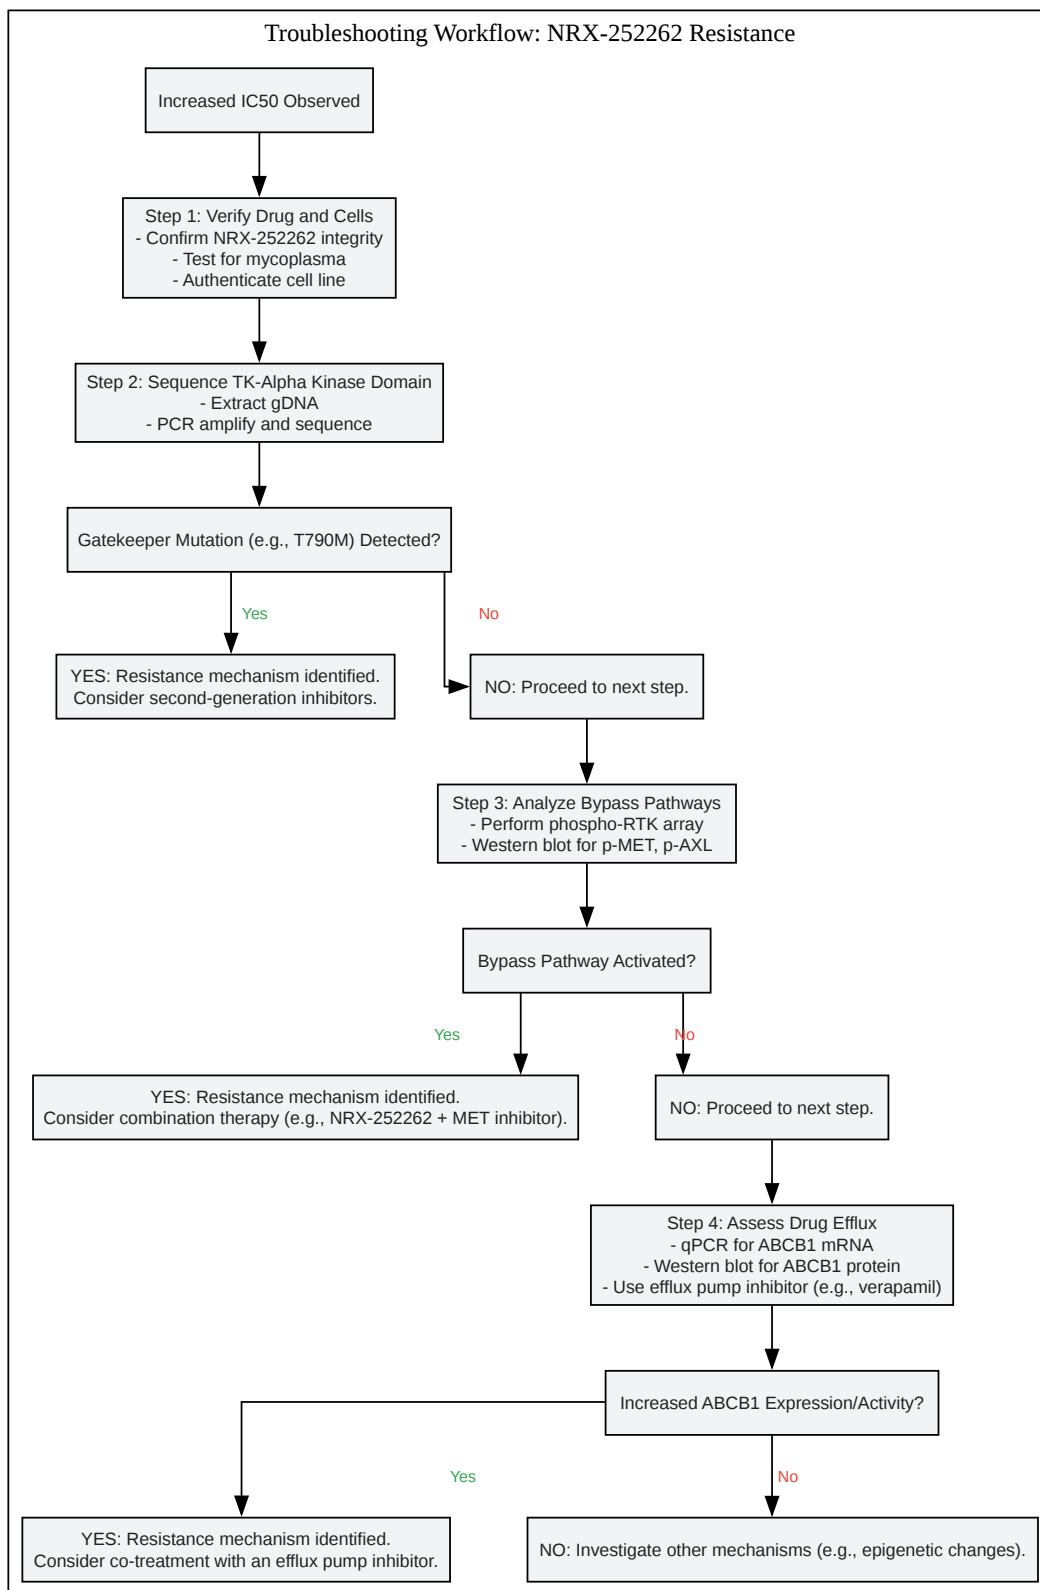 Troubleshooting Workflow: NRX-252262 Resistance
Increased IC50 Observed
Step 1: Verify Drug and Cells
- Confirm NRX-252262 integrity
- Test for mycoplasma
- Authenticate cell line
Step 2: Sequence TK-Alpha Kinase Domain
- Extract gDNA
- PCR amplify and sequence
Gatekeeper Mutation (e.g., T790M) Detected?
Yes
No
YES: Resistance mechanism identified.
Consider second-generation inhibitors.
NO: Proceed to next step.
Step 3: Analyze Bypass Pathways
- Perform phospho-RTK array
- Western blot for p-MET, p-AXL
Bypass Pathway Activated?
Yes
No
YES: Resistance mechanism identified.
Consider combination therapy (e.g., NRX-252262 + MET inhibitor).
NO: Proceed to next step.
Step 4: Assess Drug Efflux
- qPCR for ABCB1 mRNA
- Western blot for ABCB1 protein
- Use efflux pump inhibitor (e.g., verapamil)
Increased ABCB1 Expression/Activity?
Yes
No
YES: Resistance mechanism identified.
Consider co-treatment with an efflux pump inhibitor.
NO: Investigate other mechanisms (e.g., epigenetic changes).